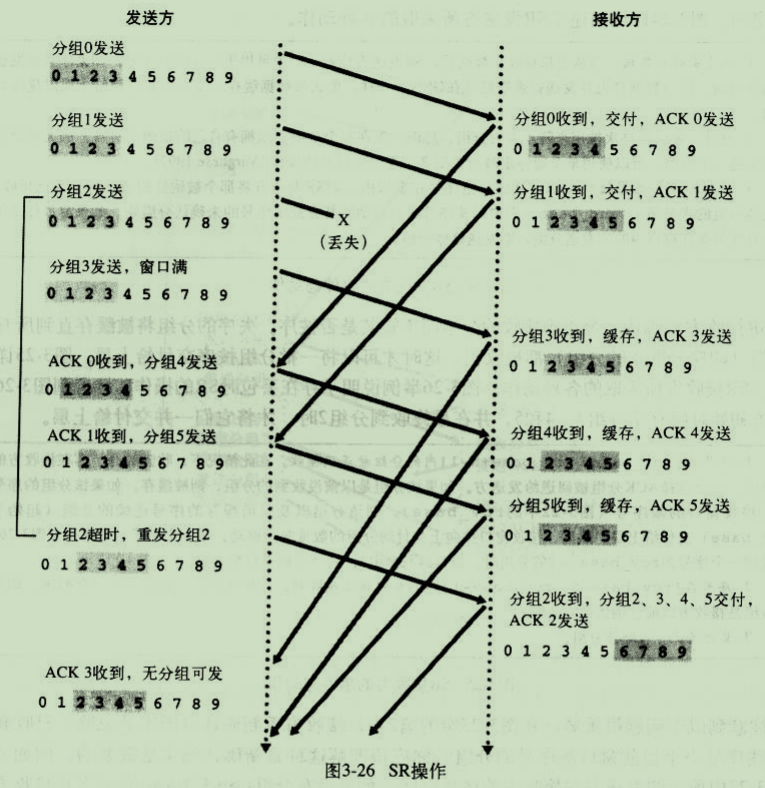 发送方
接收方
分组0发送
0 1 2 3 4 5 6 7 8 9
分组0收到，交付，ACK 0发送
0 1 2 3 4 5 6 7 8 9
分组1发送
0 1 2 3 4 5 6 7 8 9
分组1收到，交付，ACK 1发送
0 1 2 3 4 5 6 7 8 9
分组2发送
0 1 2 3 4 5 6 7 8 9
X
（丢失）
分组3发送，窗口满
0 1 2 3 4 5 6 7 8 9
分组3收到，缓存，ACK 3发送
0 1 2 3 4 5 6 7 8 9
ACK 0收到，分组4发送
0 1 2 3 4 5 6 7 8 9
分组4收到，缓存，ACK 4发送
0 1 2 3 4 5 6 7 8 9
ACK 1收到，分组5发送
0 1 2 3 4 5 6 7 8 9
分组5收到，缓存，ACK 5发送
0 1 2 3 4 5 6 7 8 9
分组2超时，重发分组2
0 1 2 3 4 5 6 7 8 9
分组2收到，分组2、3、4、5交付，
ACK 2发送
0 1 2 3 4 5 6 7 8 9
ACK 3收到，无分组可发
0 1 2 3 4 5 6 7 8 9
图3-26 SR操作